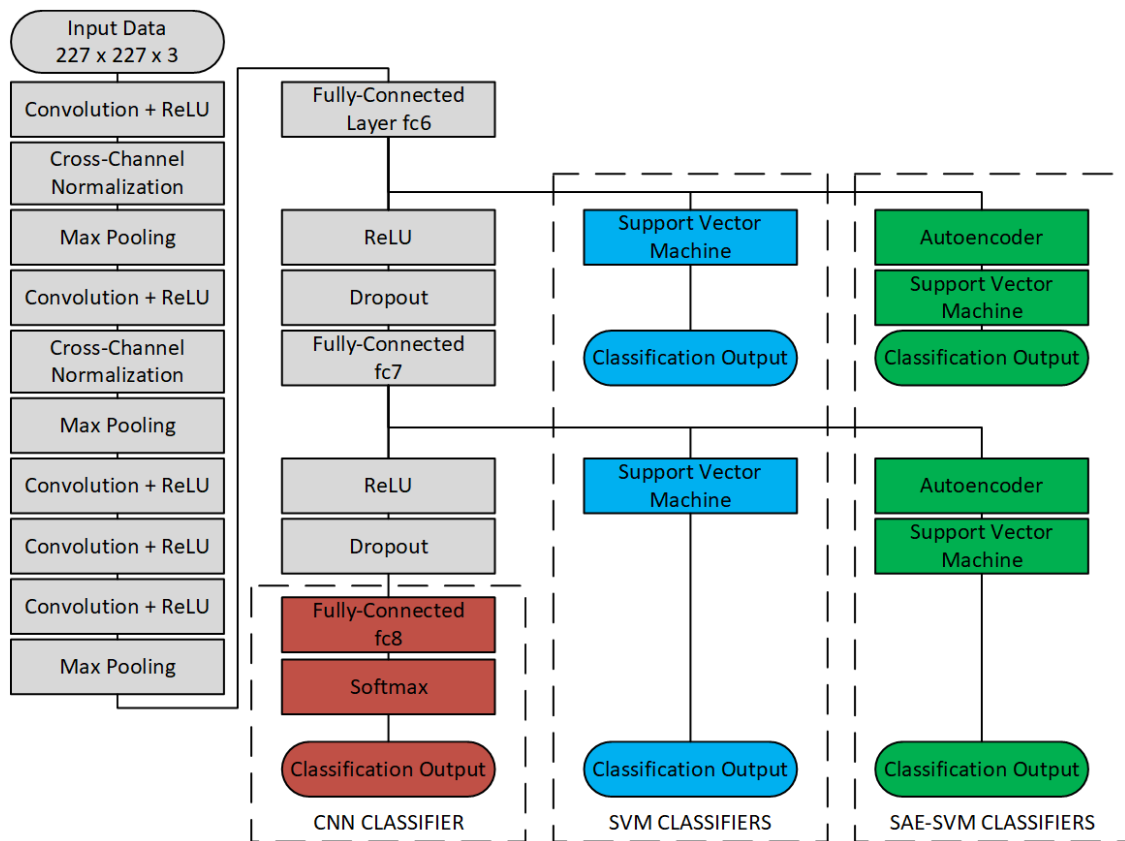 Input Data
227 x 227 x 3
Convolution + ReLU
Cross-Channel
Normalization
Max Pooling
Convolution + ReLU
Cross-Channel
Normalization
Max Pooling
Convolution + ReLU
Convolution + ReLU
Convolution + ReLU
Max Pooling
Fully-Connected
Layer fc6
ReLU
Dropout
Fully-Connected
fc7
ReLU
Dropout
Fully-Connected
fc8
Softmax
Classification Output
CNN CLASSIFIER
Support Vector
Machine
Classification Output
Support Vector
Machine
Classification Output
SVM CLASSIFIERS
Autoencoder
Support Vector
Machine
Classification Output
Autoencoder
Support Vector
Machine
Classification Output
SAE-SVM CLASSIFIERS